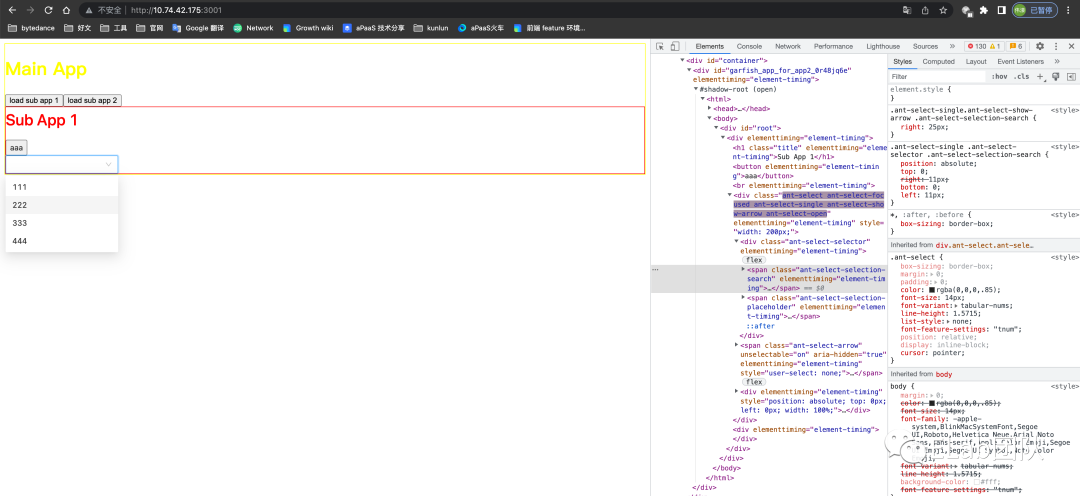 不安全 | http://10.74.42.175:3001
已暂停
bytedance 好文 工具 官网 Google 翻译 Network Growth wiki aPaaS 技术分享 kunlun aPaaS火车 前端 feature 环境…
Main App
load sub app 1 load sub app 2
Sub App 1
aaa
111
222
333
444
Elements Console Network Performance Lighthouse Sources » 130 1 6
<div id="container">
<div id="garfish_app_for_app2_0r48jq6e">
#shadow-root (open)
<html>
<head>…</head>
<body>
<div id="root">
<div elementtiming="element-timing">
<h1 class="title" elementtiming="eleme
nt-timing">Sub App 1</h1>
<button elementtiming="element-timin
g">aaa</button>
<br elementtiming="element-timing">
<div class="ant-select ant-select-foc
used ant-select-single ant-select-sho
w-arrow ant-select-open"
elementtiming="element-timing" style=
"width: 200px;">
<div class="ant-select-selector"
elementtiming="element-timing">
flex
… <span class="ant-select-selection-
search" elementtiming="element-tim
ing">…</span> == $0
<span class="ant-select-selection-
placeholder" elementtiming="elemen
t-timing">…</span>
::after
</div>
<span class="ant-select-arrow"
unselectable="on" aria-hidden="true"
elementtiming="element-timing"
style="user-select: none;">…</span>
flex
<div elementtiming="element-timing"
style="position: absolute; top: 0px;
left: 0px; width: 100%;">…</div>
</div>
<div elementtiming="element-timing">
</div>
</div>
</div>
</body>
</html>
</div>
Styles Computed Layout Event Listeners »
Filter :hov .cls +
element.style {
}
.ant-select-single.ant-select-show- <style>
arrow .ant-select-selection-search {
right: 25px;
}
.ant-select-single .ant-select- <style>
selector .ant-select-selection-search {
position: absolute;
top: 0;
right: 11px;
bottom: 0;
left: 11px;
}
*, :after, :before { <style>
box-sizing: border-box;
}
Inherited from div.ant-select.ant-sele…
.ant-select { <style>
box-sizing: border-box;
margin: 0;
padding: 0;
color: rgba(0,0,0,.85);
font-size: 14px;
font-variant: tabular-nums;
line-height: 1.5715;
list-style: none;
font-feature-settings: "tnum";
position: relative;
display: inline-block;
cursor: pointer;
}
Inherited from body
body { <style>
margin: 0;
color: rgba(0,0,0,.85);
font-size: 14px;
font-family: -apple-
system,BlinkMacSystemFont,Segoe
UI,Roboto,Helvetica Neue,Arial,Noto
font-variant: tabular-nums;
line-height: 1.5715;
background-color: #fff;
font-feature-settings: "tnum";